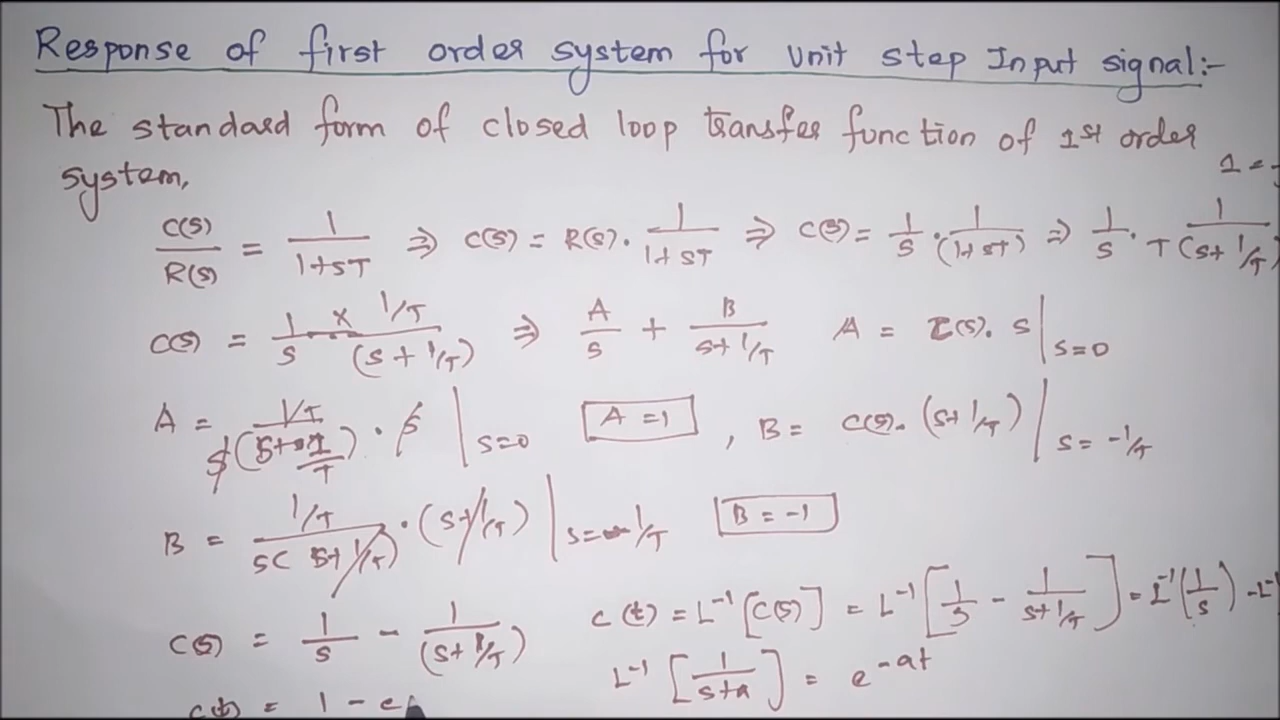 Response of first order system for unit step Input signal:-
The standard form of closed loop transfer function of 1st order
system,
1 =
C(S)/R(S) = 1/(1+ST) ⇒ C(S) = R(S). 1/(1+ST) ⇒ C(S) = 1/S . 1/(1+ST) ⇒ 1/S . 1/(T(S+1/T)
C(S) = 1/S × (1/T)/(S+1/T) ⇒ A/S + B/(S+1/T) A = C(S). S |S=0
A = (1/T)/(S(S+1/T)) . S |S=0 A = 1 , B = C(S). (S+1/T) |S=-1/T
B = (1/T)/(S(S+1/T)) . (S+1/T) |S=-1/T B = -1
C(S) = 1/S - 1/(S+1/T) c(t) = L⁻¹[C(S)] = L⁻¹[1/S - 1/(S+1/T)] = L⁻¹(1/S) - L⁻¹
L⁻¹[1/(S+a)] = e^-at
c(t) = 1 - e